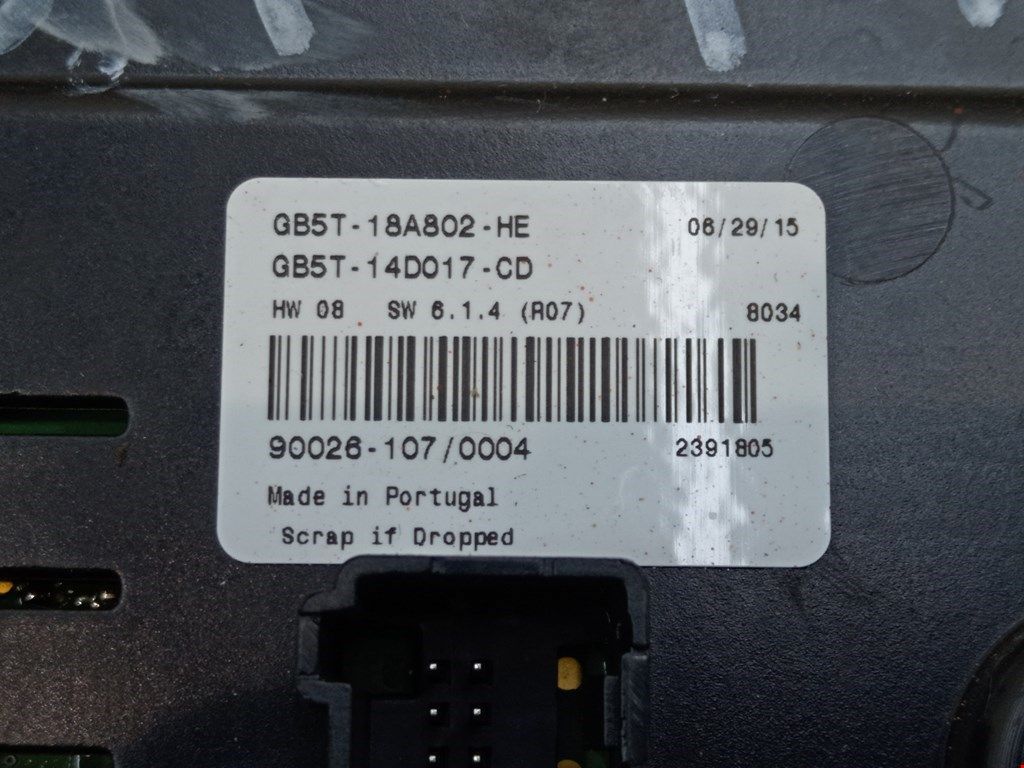 GB5T-18A802-HE 06/29/15
GB5T-14D017-CD
HW 08 SW 6.1.4 (R07) 8034
90026-107/0004 2391805
Made in Portugal
Scrap if Dropped